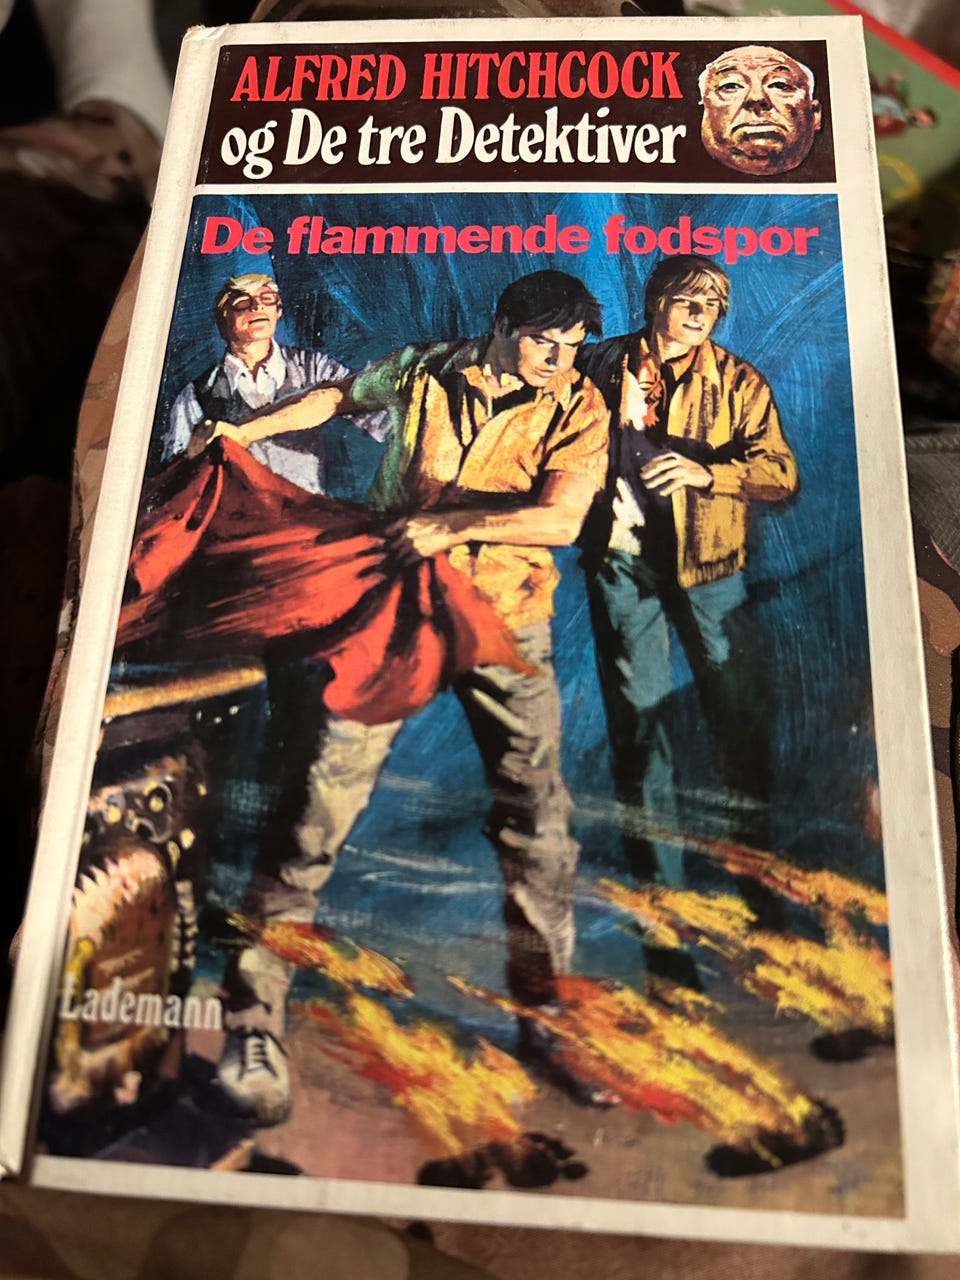 ALFRED HITCHCOCK
og De tre Detektiver
De flammende fodspor
Lademann